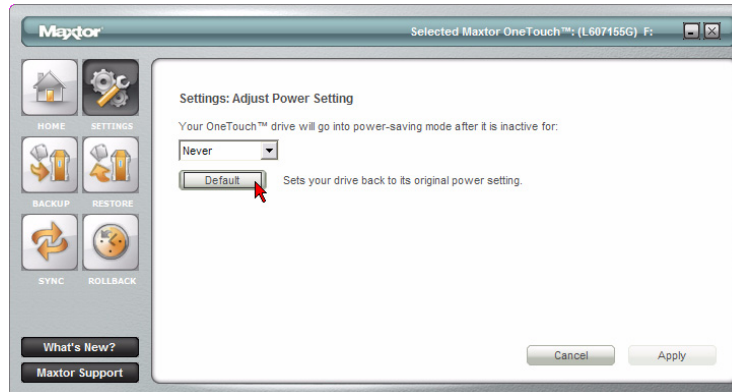 Maxtor
Selected Maxtor OneTouch™: (L607155G) F:
HOME
SETTINGS
BACKUP
RESTORE
SYNC
ROLLBACK
What's New?
Maxtor Support
Settings: Adjust Power Setting
Your OneTouch™ drive will go into power-saving mode after it is inactive for:
Never
Default
Sets your drive back to its original power setting.
Cancel
Apply